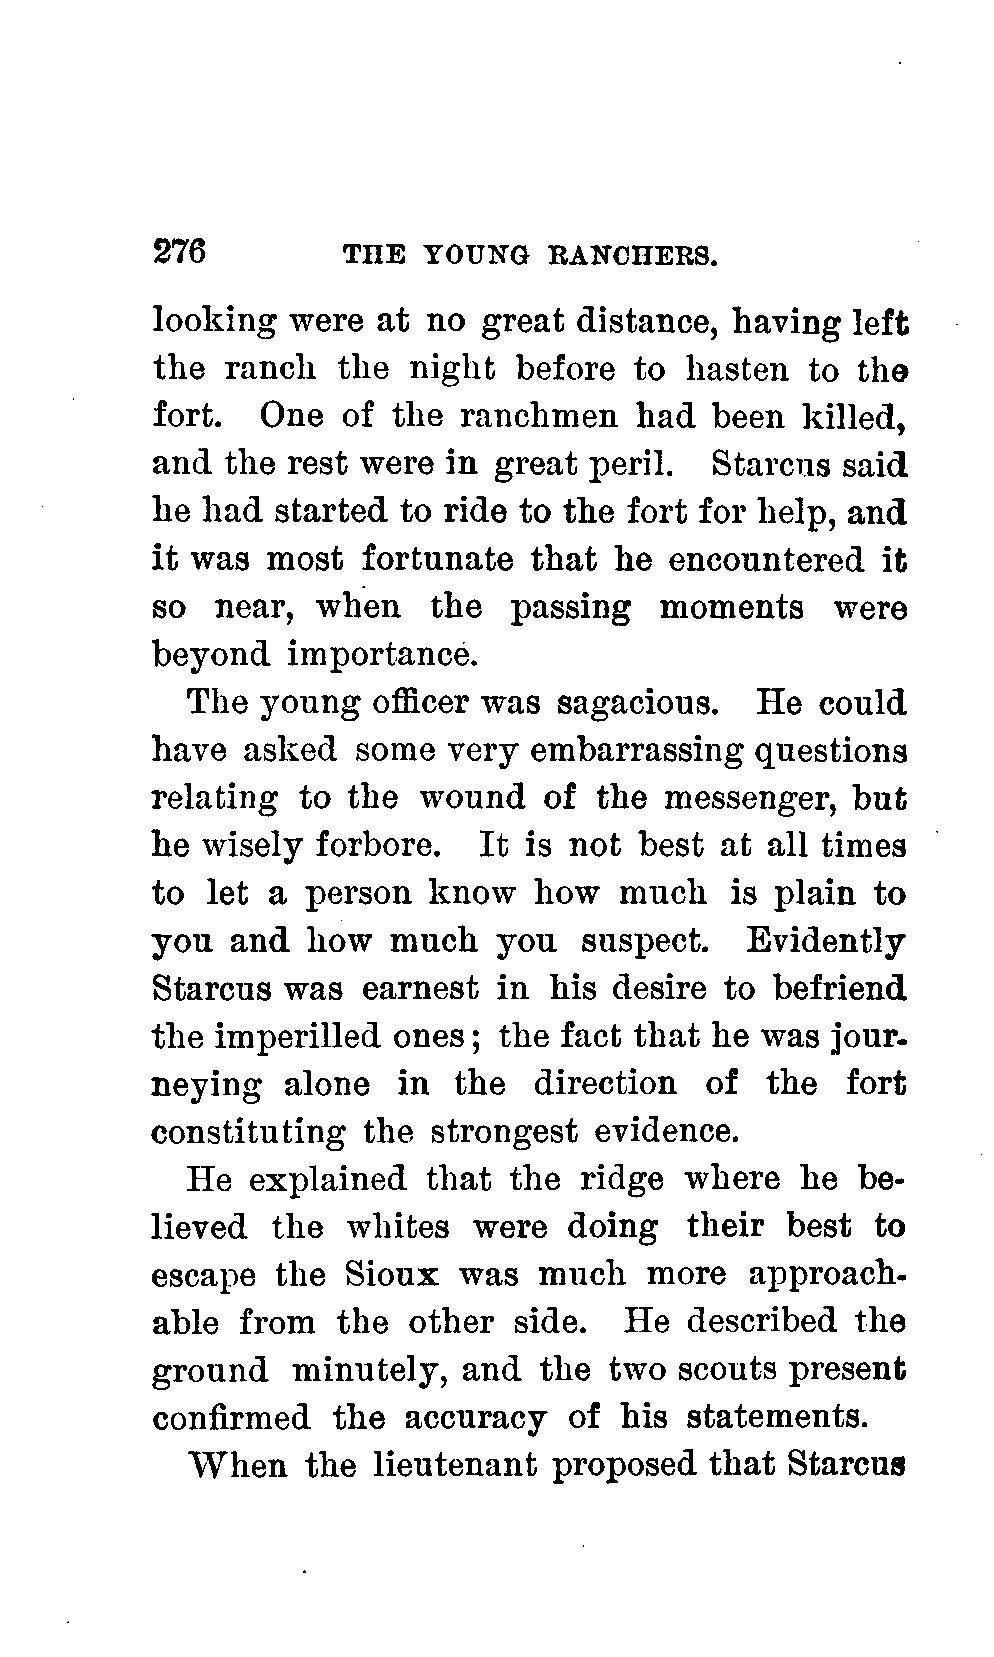 276 THE YOUNG RANCHERS.
looking were at no great distance, having left
the ranch the night before to hasten to the
fort. One of the ranchmen had been killed,
and the rest were in great peril. Starcus said
he had started to ride to the fort for help, and
it was most fortunate that he encountered it
so near, when the passing moments were
beyond importance.
The young officer was sagacious. He could
have asked some very embarrassing questions
relating to the wound of the messenger, but
he wisely forbore. It is not best at all times
to let a person know how much is plain to
you and how much you suspect. Evidently
Starcus was earnest in his desire to befriend
the imperilled ones; the fact that he was jour-
neying alone in the direction of the fort
constituting the strongest evidence.
He explained that the ridge where he be-
lieved the whites were doing their best to
escape the Sioux was much more approach-
able from the other side. He described the
ground minutely, and the two scouts present
confirmed the accuracy of his statements.
When the lieutenant proposed that Starcus